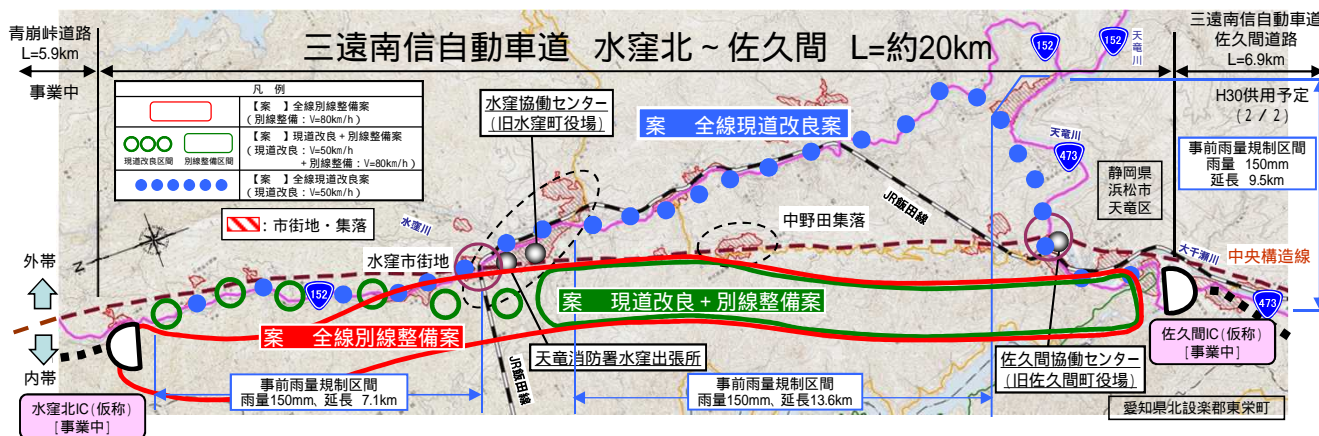 青崩峠道路
L=5.9km
事業中
三遠南信自動車道 水窪北~佐久間 L=約20km
三遠南信自動車道
佐久間道路
L=6.9km
H30供用予定
(2/2)
凡 例
【案 】全線別線整備案
(別線整備:V=80km/h)
現道改良区間 別線整備区間
【案 】現道改良+別線整備案
(現道改良:V=50km/h
+別線整備:V=80km/h)
【案 】全線現道改良案
(現道改良:V=50km/h)
:市街地・集落
水窪協働センター
(旧水窪町役場)
案 全線現道改良案
152
152
天竜川
天竜川
473
事前雨量規制区間
雨量 150mm
延長 9.5km
静岡県
浜松市
天竜区
JR飯田線
水窪川
中野田集落
水窪市街地
大千瀬川
中央構造線
N
外帯
内帯
152
473
案 現道改良+別線整備案
案 全線別線整備案
天竜消防署水窪出張所
JR飯田線
佐久間協働センター
(旧佐久間町役場)
佐久間IC(仮称)
[事業中]
事前雨量規制区間
雨量150mm、延長 7.1km
事前雨量規制区間
雨量150mm、延長13.6km
水窪北IC(仮称)
[事業中]
愛知県北設楽郡東栄町